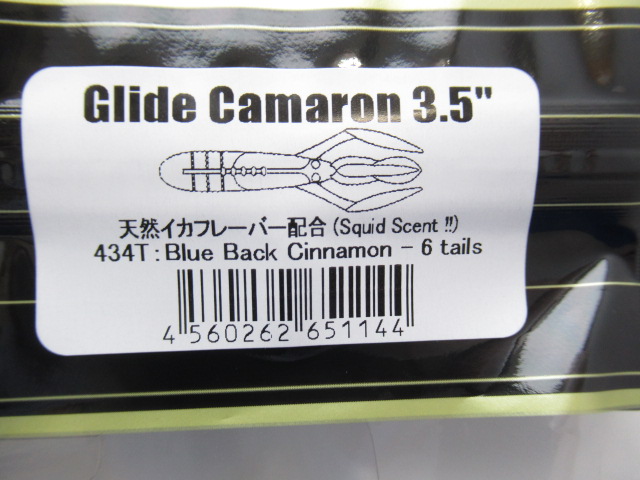 Glide Camaron 3.5"
天然イカフレーバー配合 (Squid Scent !!)
434T : Blue Back Cinnamon - 6 tails
4 560262 651144